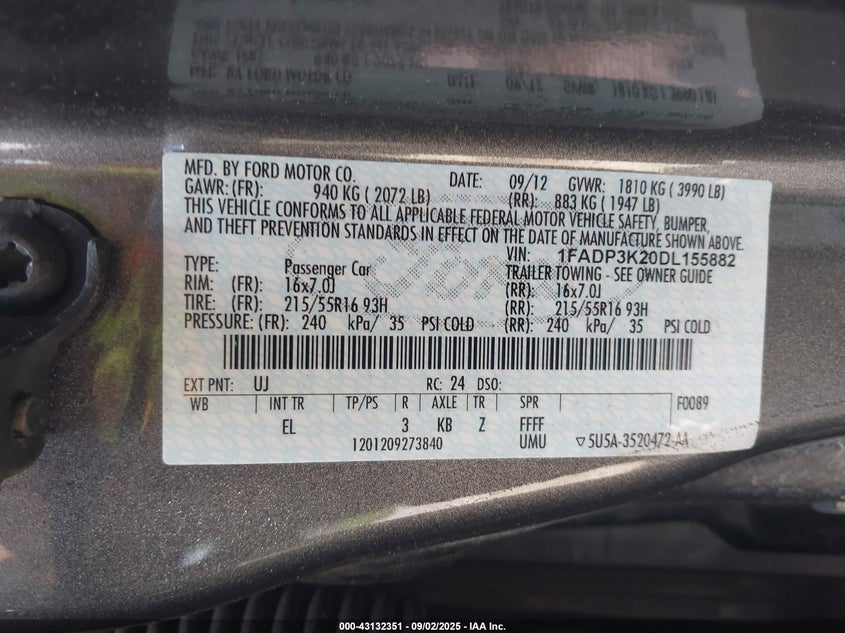 MFD. BY FORD MOTOR CO. DATE: 09/12 GVWR: 1810 KG ( 3990 LB)
GAWR: (FR): 940 KG ( 2072 LB) (RR): 883 KG ( 1947 LB)
THIS VEHICLE CONFORMS TO ALL APPLICABLE FEDERAL MOTOR VEHICLE SAFETY, BUMPER,
AND THEFT PREVENTION STANDARDS IN EFFECT ON THE DATE OF MANUFACTURE SHOWN ABOVE.
VIN: 1FADP3K20DL155882
TYPE: Passenger Car TRAILER TOWING - SEE OWNER GUIDE
RIM: (FR): 16x7.0J (RR): 16x7.0J
TIRE: (FR): 215/55R16 93H (RR): 215/55R16 93H
PRESSURE: (FR): 240 kPa/ 35 PSI COLD (RR): 240 kPa/ 35 PSI COLD
EXT PNT: UJ RC: 24 DSO:
WB INT TR TP/PS R AXLE TR SPR F0089
EL 3 KB Z FFFF
1201209273840 UMU ▽5U5A-3520472-AA
000-43132351 - 09/02/2025 - IAA Inc.